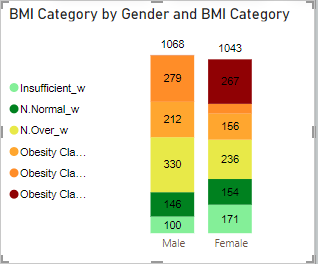 BMI Category by Gender and BMI Category
1068
1043
Insufficient_w
N.Normal_w
N.Over_w
Obesity Cla...
Obesity Cla...
Obesity Cla...
279
212
330
146
100
267
156
236
154
171
Male
Female